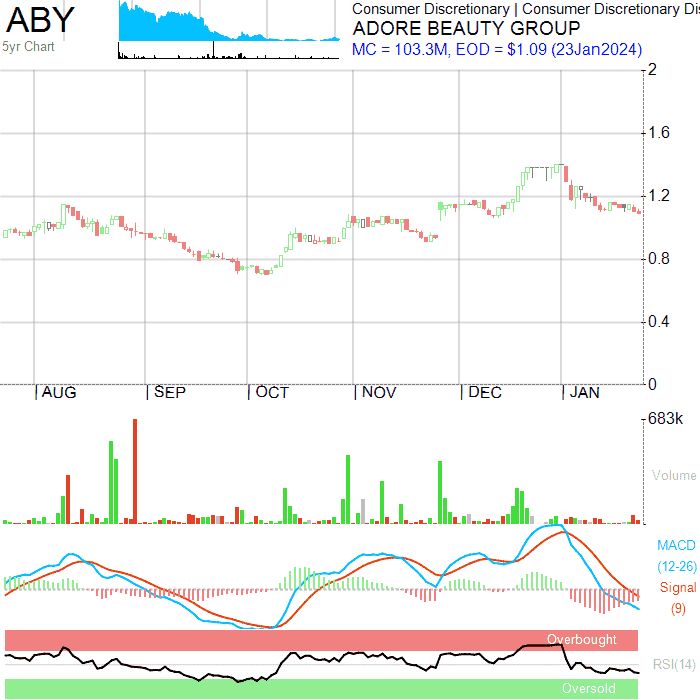 ABY
5yr Chart
Consumer Discretionary | Consumer Discretionary Dis
ADORE BEAUTY GROUP
MC = 103.3M, EOD = $1.09 (23Jan2024)
2
1.6
1.2
0.8
0.4
0
AUG SEP OCT NOV DEC JAN
683k
Volume
MACD
(12-26)
Signal
(9)
Overbought
RSI(14)
Oversold